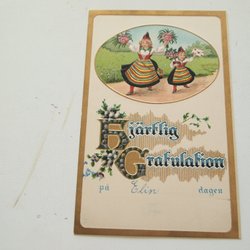 Hjärtlig
Gratulation
på Elin dagen